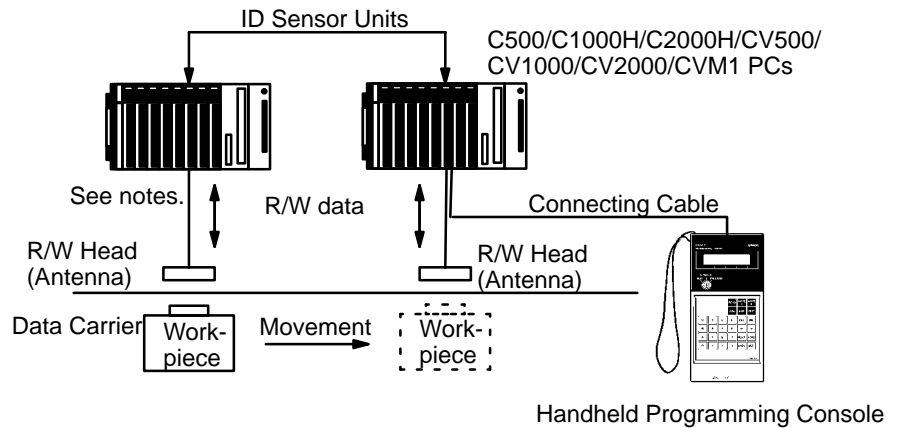 ID Sensor Units
C500/C1000H/C2000H/CV500/
CV1000/CV2000/CVM1 PCs
See notes.
R/W data
Connecting Cable
R/W Head
(Antenna)
R/W Head
(Antenna)
Data Carrier
Work-
piece
Movement
Work-
piece
Handheld Programming Console